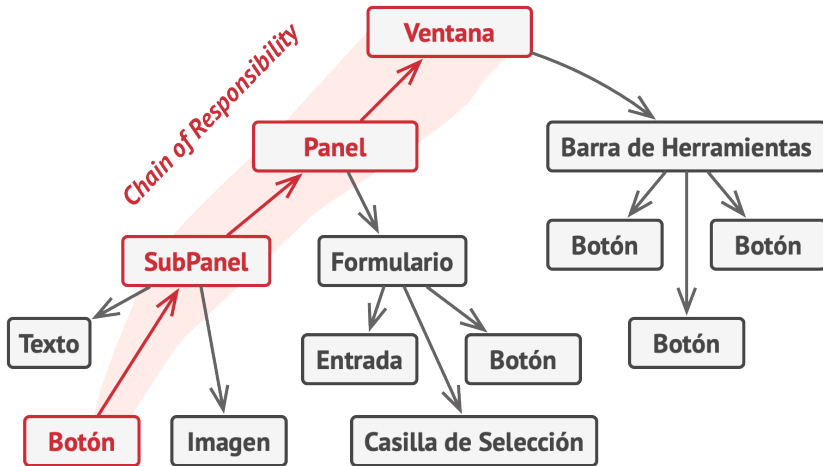 Ventana
Chain of Responsibility
Panel
Barra de Herramientas
SubPanel
Formulario
Botón
Botón
Texto
Entrada
Botón
Botón
Botón
Imagen
Casilla de Selección